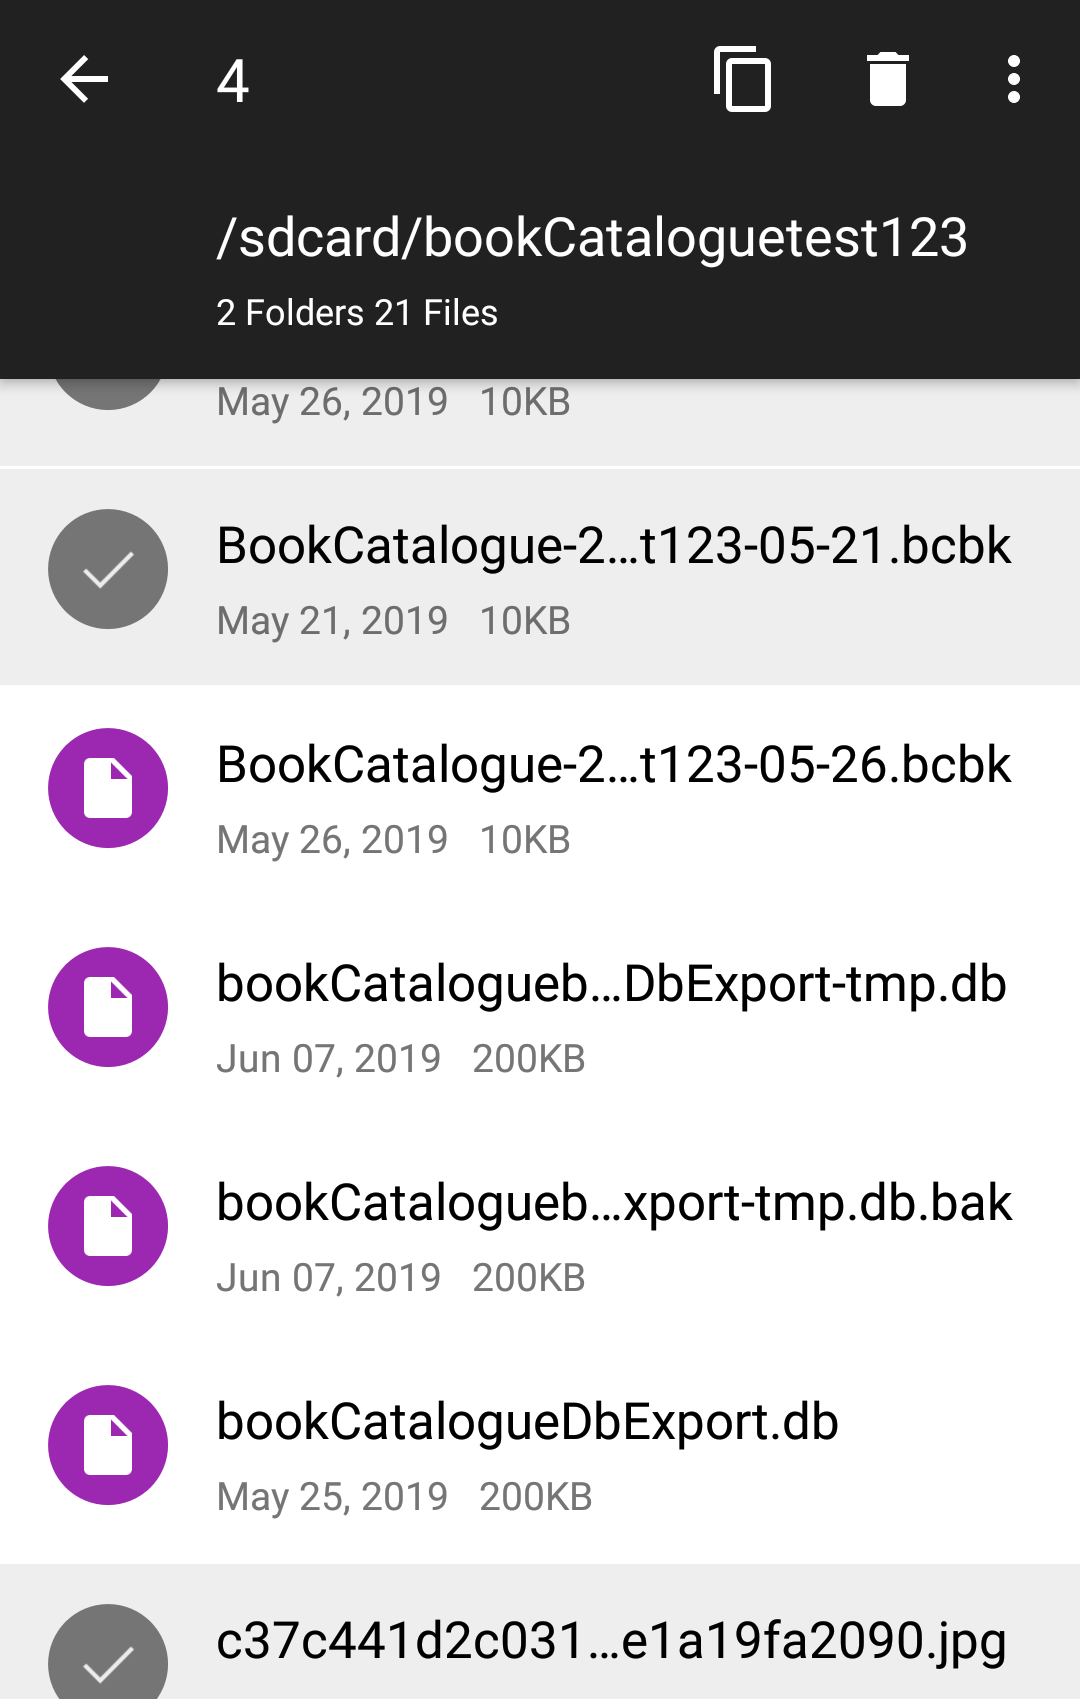 4
/sdcard/bookCataloguetest123
2 Folders 21 Files
May 26, 2019 10KB
BookCatalogue-2...t123-05-21.bcbk
May 21, 2019 10KB
BookCatalogue-2...t123-05-26.bcbk
May 26, 2019 10KB
bookCatalogueb...DbExport-tmp.db
Jun 07, 2019 200KB
bookCatalogueb...xport-tmp.db.bak
Jun 07, 2019 200KB
bookCatalogueDbExport.db
May 25, 2019 200KB
c37c441d2c031...e1a19fa2090.jpg